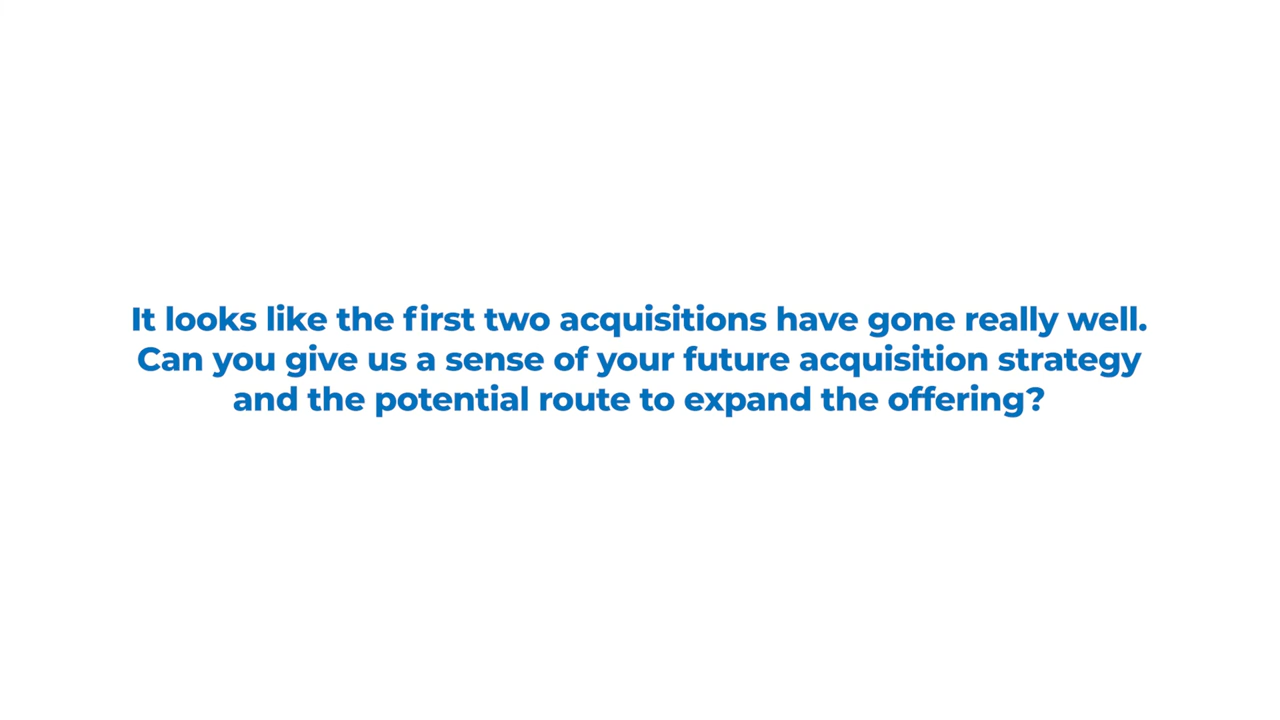 It looks like the first two acquisitions have gone really well.
Can you give us a sense of your future acquisition strategy
and the potential route to expand the offering?